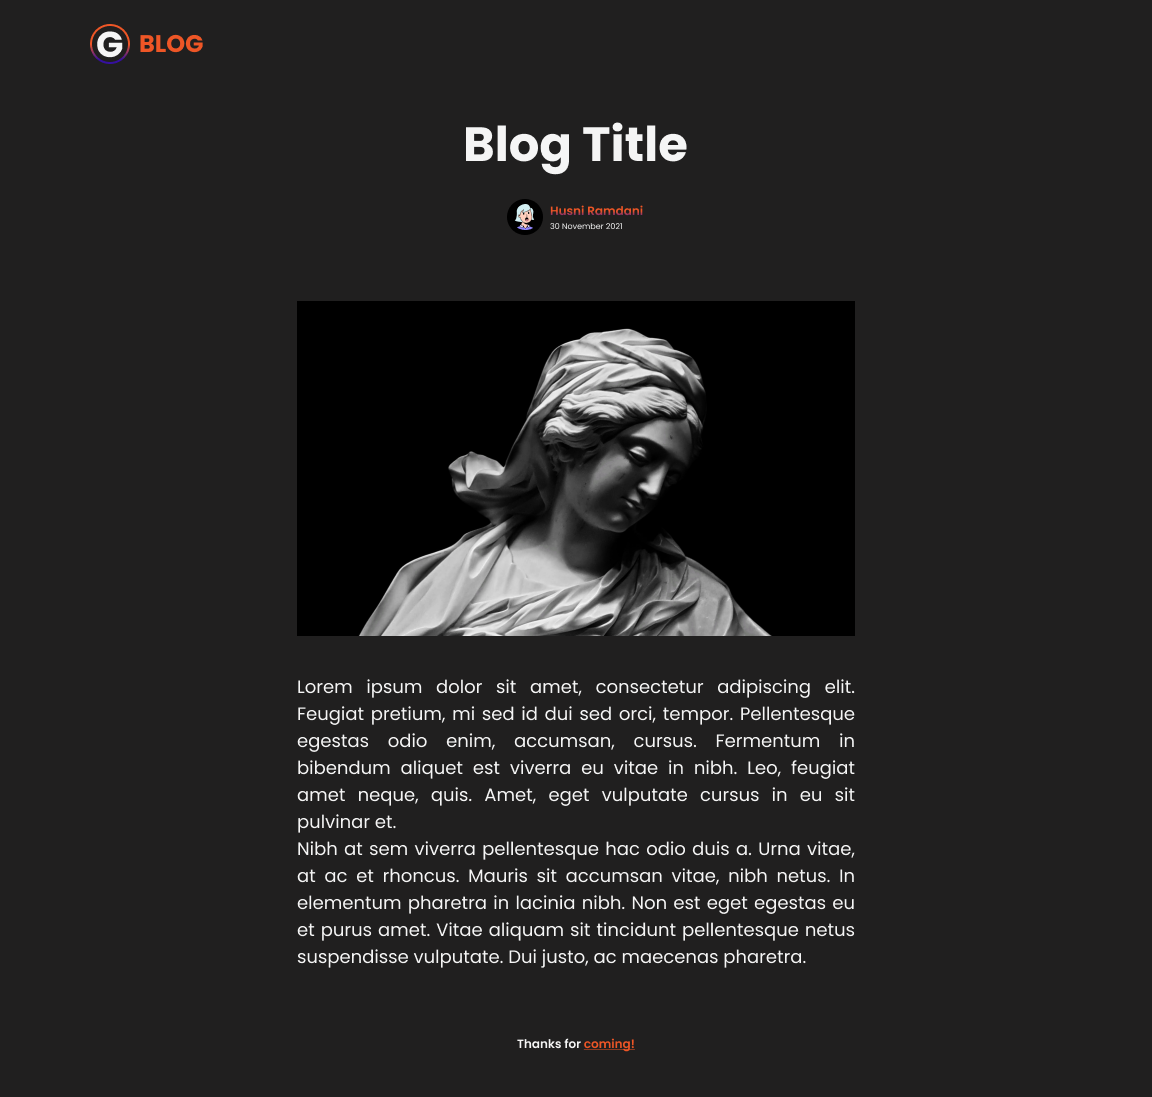 G BLOG
Blog Title
Husni Ramdani
30 November 2021
Lorem ipsum dolor sit amet, consectetur adipiscing elit.
Feugiat pretium, mi sed id dui sed orci, tempor. Pellentesque
egestas odio enim, accumsan, cursus. Fermentum in
bibendum aliquet est viverra eu vitae in nibh. Leo, feugiat
amet neque, quis. Amet, eget vulputate cursus in eu sit
pulvinar et.
Nibh at sem viverra pellentesque hac odio duis a. Urna vitae,
at ac et rhoncus. Mauris sit accumsan vitae, nibh netus. In
elementum pharetra in lacinia nibh. Non est eget egestas eu
et purus amet. Vitae aliquam sit tincidunt pellentesque netus
suspendisse vulputate. Dui justo, ac maecenas pharetra.
Thanks for coming!